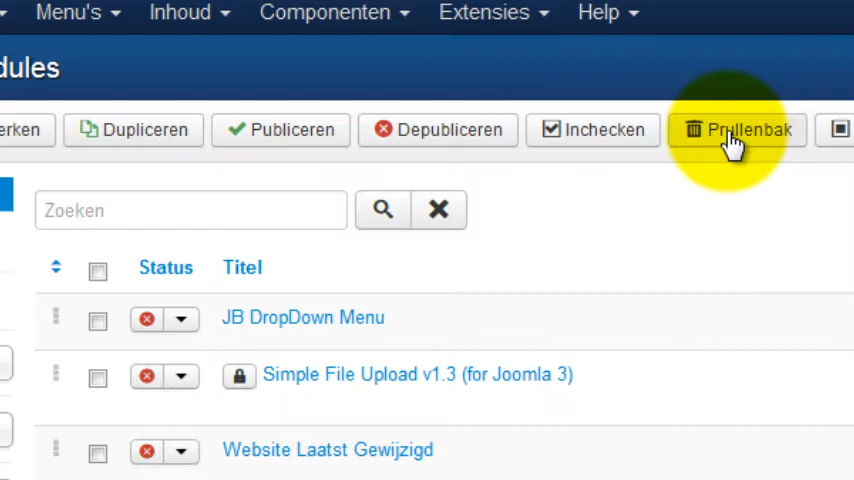 Menu's Inhoud Componenten Extensies Help
dules
erken Dupliceren Publiceren Depubliceren Inchecken Prullenbak
Zoeken
Status Titel
JB DropDown Menu
Simple File Upload v1.3 (for Joomla 3)
Website Laatst Gewijzigd